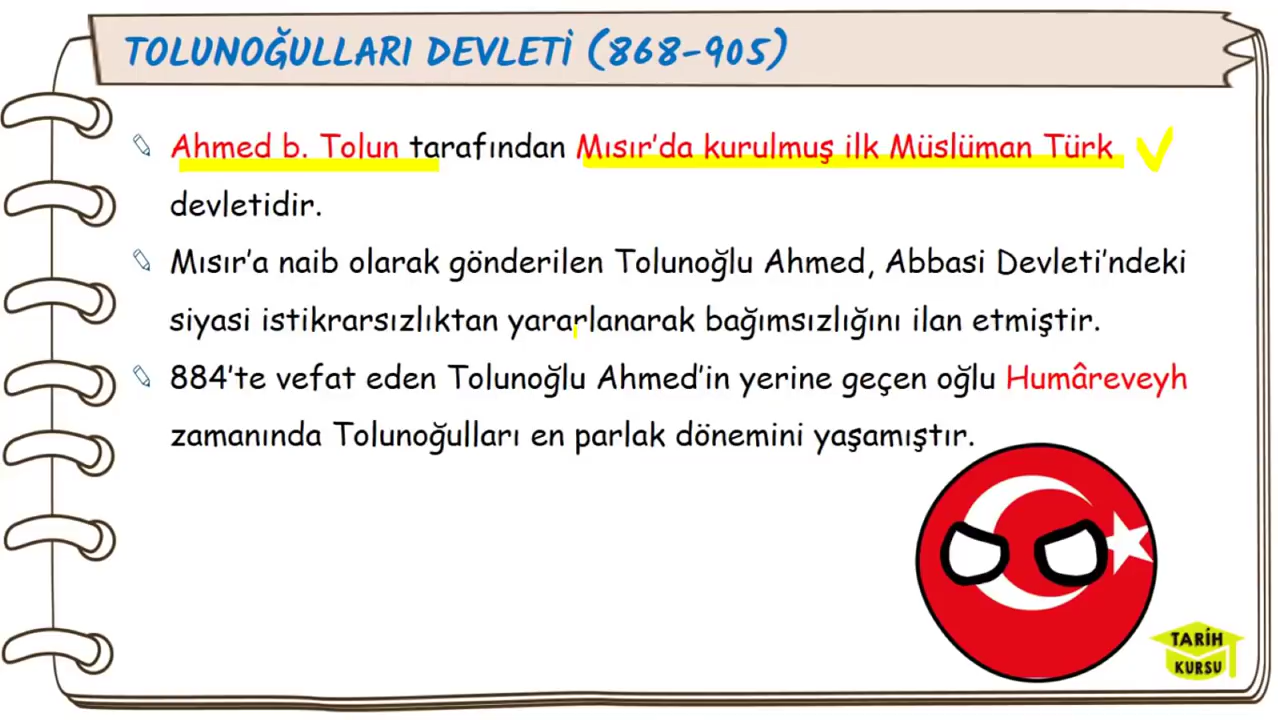 TOLUNOĞULLARI DEVLETİ (868-905)
Ahmed b. Tolun tarafından Mısır'da kurulmuş ilk Müslüman Türk
devletidir.
Mısır'a naib olarak gönderilen Tolunoğlu Ahmed, Abbasi Devleti'ndeki
siyasi istikrarsızlıktan yararlanarak bağımsızlığını ilan etmiştir.
884'te vefat eden Tolunoğlu Ahmed'in yerine geçen oğlu Humâreveyh
zamanında Tolunoğulları en parlak dönemini yaşamıştır.
TARİH
KURSU